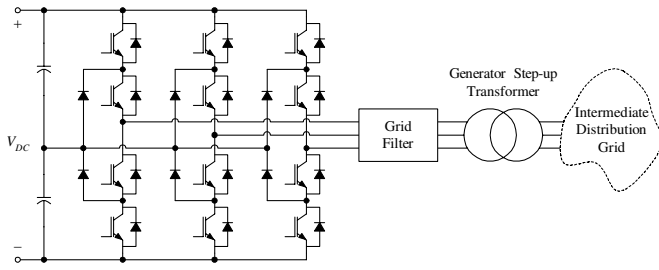 +
Generator Step-up
Transformer
V_DC
Grid
Filter
Intermediate
Distribution
Grid
−